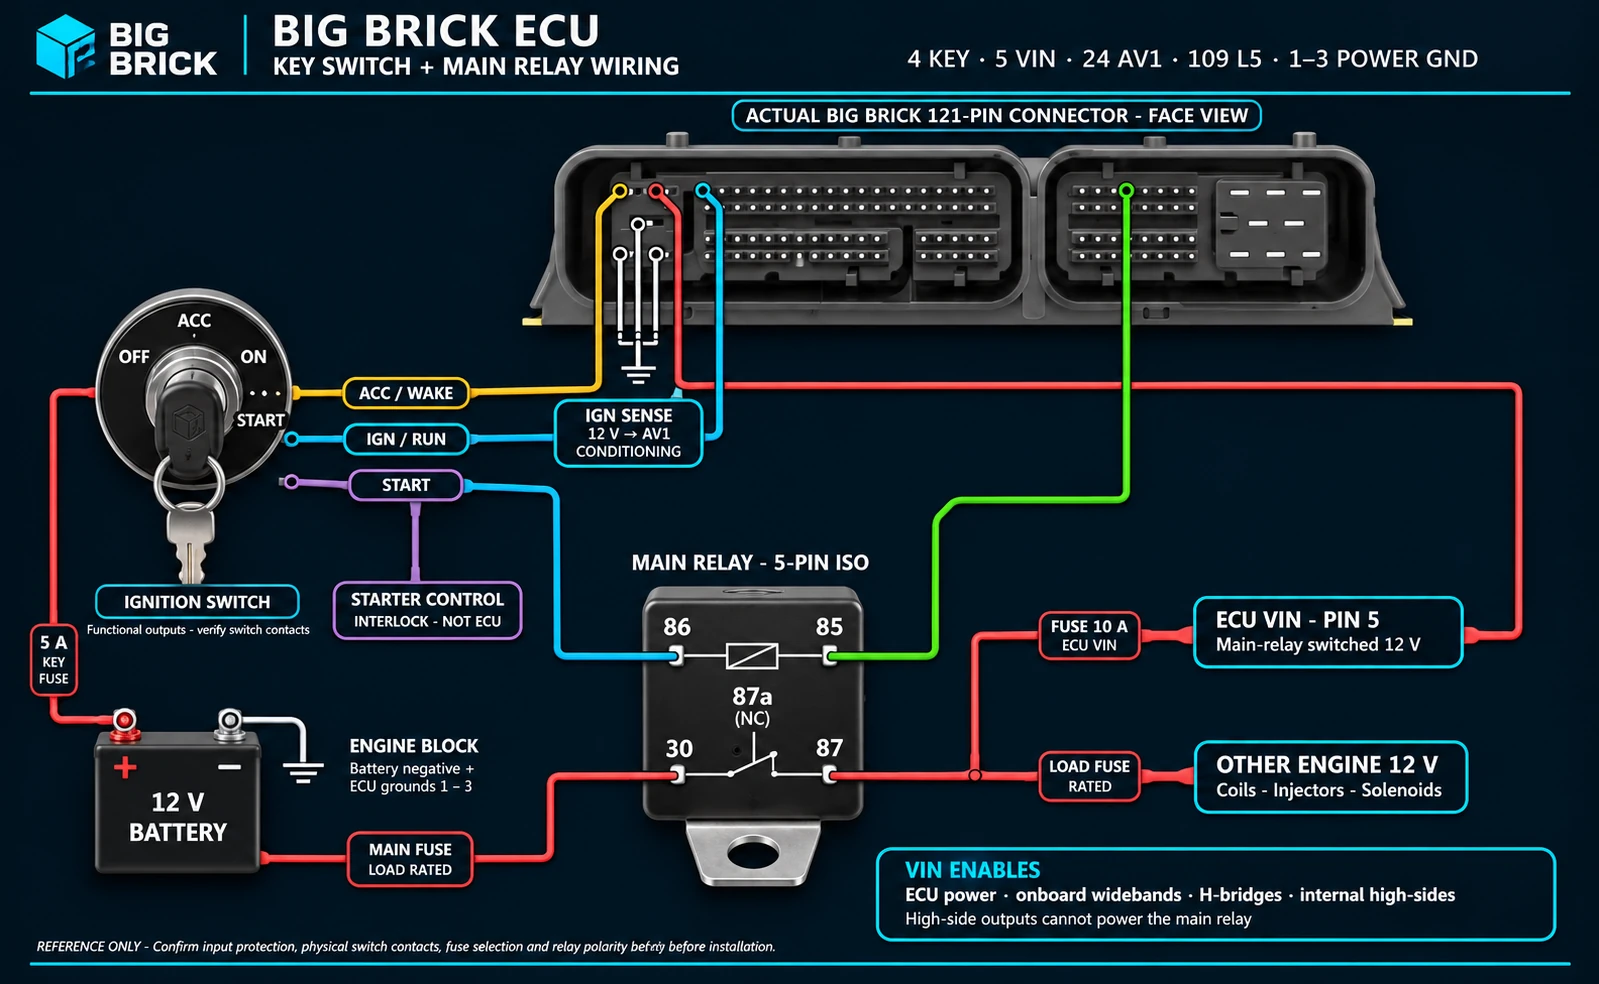 BIG
BRICK
BIG BRICK ECU
KEY SWITCH + MAIN RELAY WIRING
4 KEY · 5 VIN · 24 AV1 · 109 L5 · 1–3 POWER GND
ACTUAL BIG BRICK 121-PIN CONNECTOR - FACE VIEW
ACC
OFF
ON
START
ACC / WAKE
IGN / RUN
START
IGN SENSE
12 V → AV1
CONDITIONING
IGNITION SWITCH
Functional outputs - verify switch contacts
STARTER CONTROL
INTERLOCK - NOT ECU
5 A
KEY
FUSE
12 V
BATTERY
+
−
ENGINE BLOCK
Battery negative +
ECU grounds 1 – 3
MAIN FUSE
LOAD RATED
MAIN RELAY - 5-PIN ISO
86
85
87a
(NC)
30
87
FUSE 10 A
ECU VIN
ECU VIN - PIN 5
Main-relay switched 12 V
LOAD FUSE
RATED
OTHER ENGINE 12 V
Coils - Injectors - Solenoids
VIN ENABLES
ECU power · onboard widebands · H-bridges · internal high-sides
High-side outputs cannot power the main relay
REFERENCE ONLY - Confirm input protection, physical switch contacts, fuse selection and relay polarity before installation.